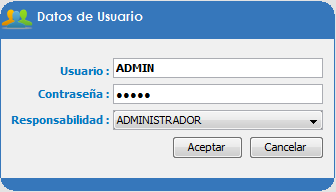 Datos de Usuario
Usuario : ADMIN
Contraseña : •••••
Responsabilidad : ADMINISTRADOR
Aceptar Cancelar